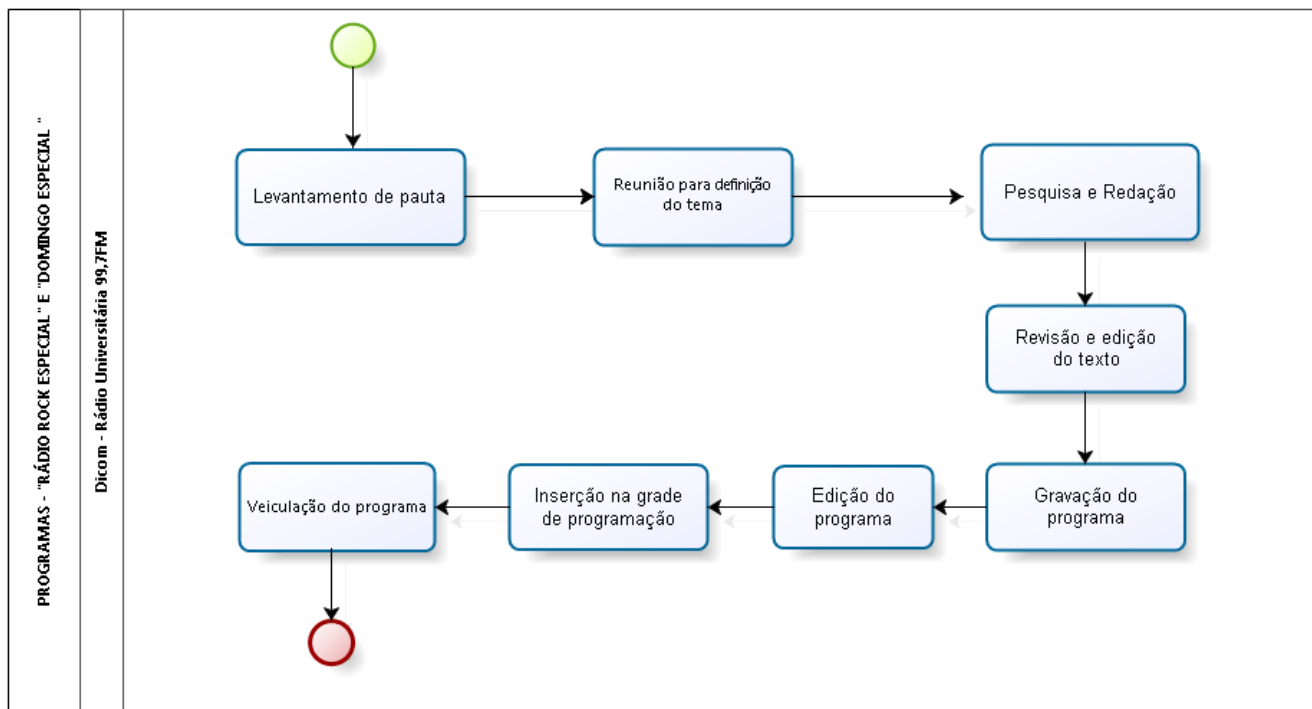 PROGRAMAS - "RÁDIO ROCK ESPECIAL" E "DOMINGO ESPECIAL "
Dicom - Rádio Universitária 99,7FM
Levantamento de pauta
Reunião para definição
do tema
Pesquisa e Redação
Revisão e edição
do texto
Gravação do
programa
Edição do
programa
Inserção na grade
de programação
Veiculação do programa